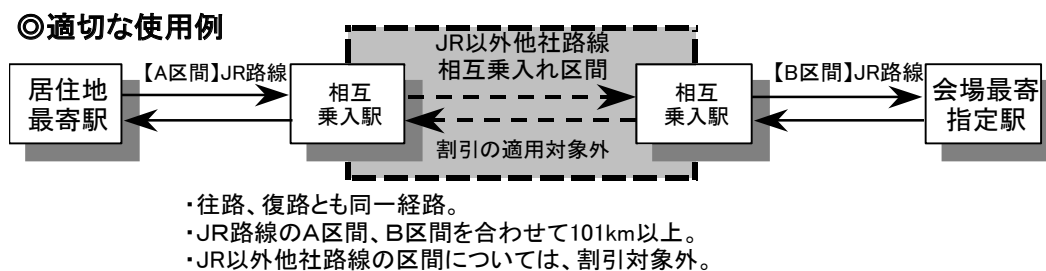 ◎適切な使用例
JR以外他社路線
相互乗入れ区間
【A区間】JR路線
【B区間】JR路線
居住地
最寄駅
相互
乗入駅
相互
乗入駅
会場最寄
指定駅
割引の適用対象外
・往路、復路とも同一経路。
・JR路線のA区間、B区間を合わせて101km以上。
・JR以外他社路線の区間については、割引対象外。